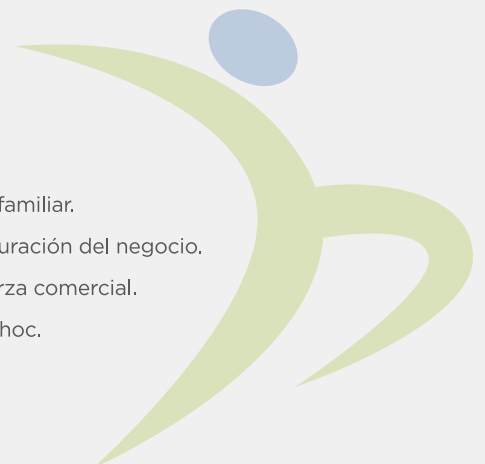 familiar.
uración del negocio.
rza comercial.
hoc.